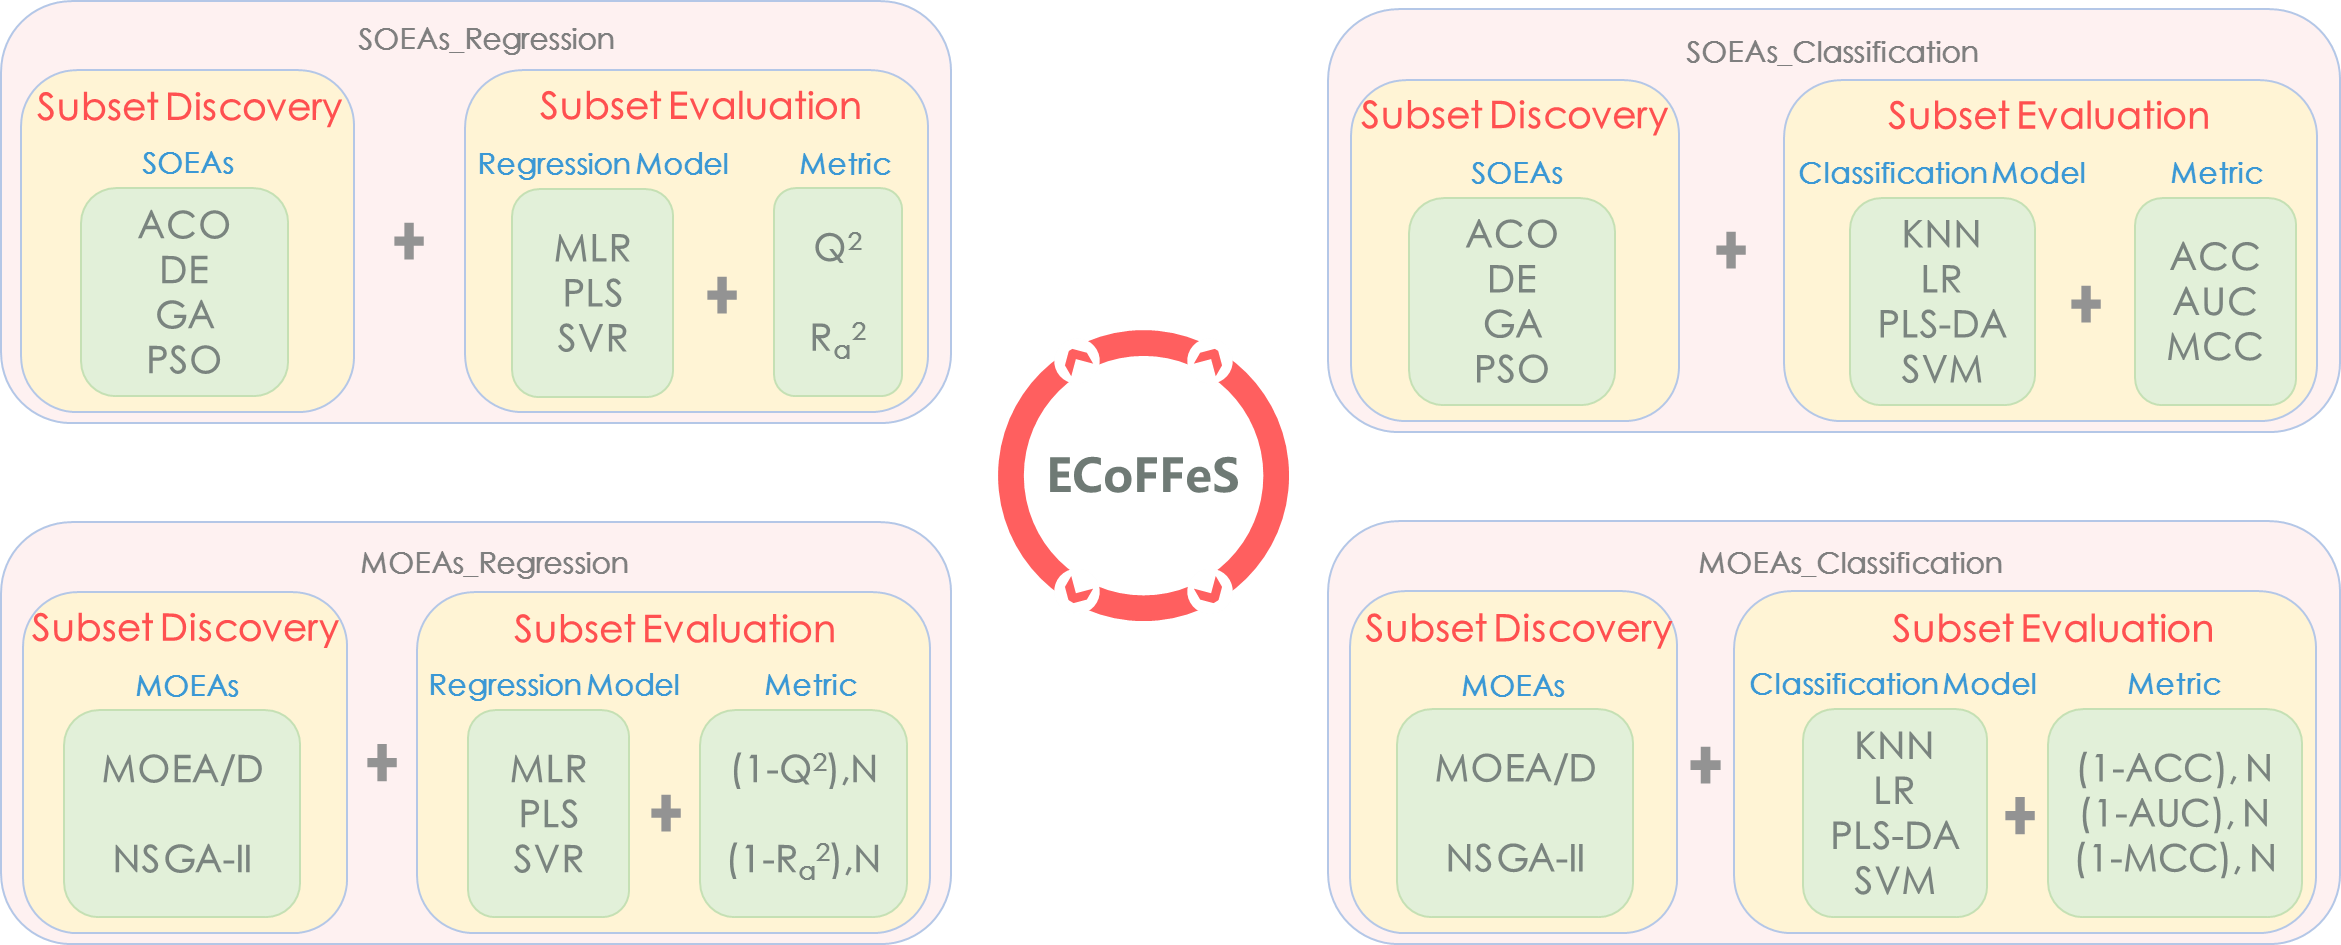 SOEAs_Regression
Subset Discovery
SOEAs
ACO
DE
GA
PSO
+
Subset Evaluation
Regression Model
MLR
PLS
SVR
+
Metric
Q²
Rₐ²
SOEAs_Classification
Subset Discovery
SOEAs
ACO
DE
GA
PSO
+
Subset Evaluation
Classification Model
KNN
LR
PLS-DA
SVM
+
Metric
ACC
AUC
MCC
ECoFFeS
MOEAs_Regression
Subset Discovery
MOEAs
MOEA/D
NSGA-II
+
Subset Evaluation
Regression Model
MLR
PLS
SVR
+
Metric
(1-Q²),N
(1-Rₐ²),N
MOEAs_Classification
Subset Discovery
MOEAs
MOEA/D
NSGA-II
+
Subset Evaluation
Classification Model
KNN
LR
PLS-DA
SVM
+
Metric
(1-ACC), N
(1-AUC), N
(1-MCC), N